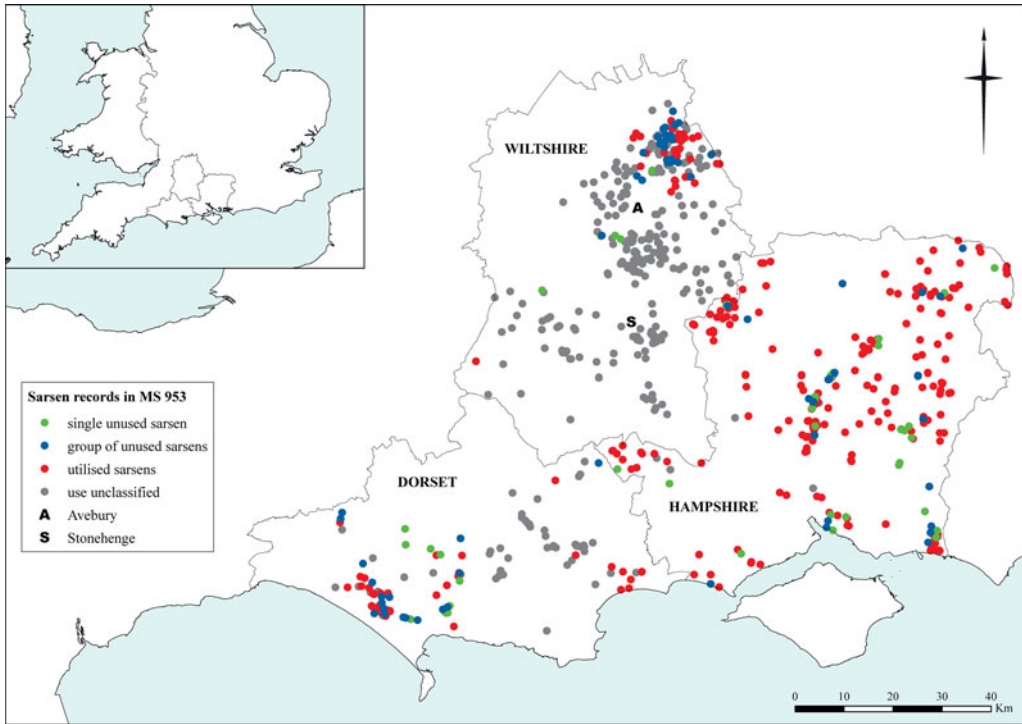 WILTSHIRE
A
S
Sarsen records in MS 953
single unused sarsen
group of unused sarsens
utilised sarsens
use unclassified
A Avebury
S Stonehenge
DORSET
HAMPSHIRE
0 10 20 30 40
Km